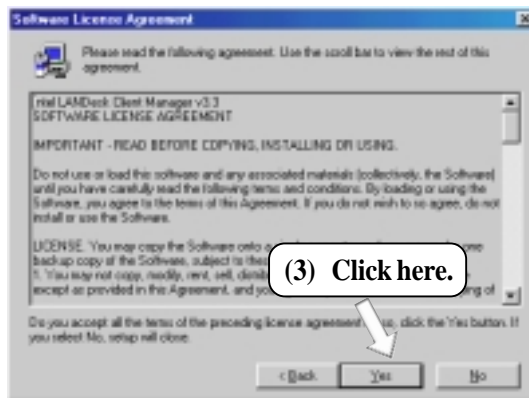 Software License Agreement
Please read the following agreement. Use the scroll bar to view the rest of this
agreement.
Intel LANDesk Client Manager v3.3
SOFTWARE LICENSE AGREEMENT
IMPORTANT - READ BEFORE COPYING, INSTALLING OR USING.
Do not use or load this software and any associated materials (collectively, the Software)
until you have carefully read the following terms and conditions. By loading or using the
Software, you agree to the terms of this Agreement. If you do not wish to so agree, do not
install or use the Software.
LICENSE. You may copy the Software onto a one
backup copy of the Software, subject to these
1. You may not copy, modify, rent, sell,
except as provided in the Agreement, and you of
(3) Click here.
Do you accept all the terms of the preceding license agreement so, click the Yes button. If
you select No, setup will close.
< Back
Yes
No